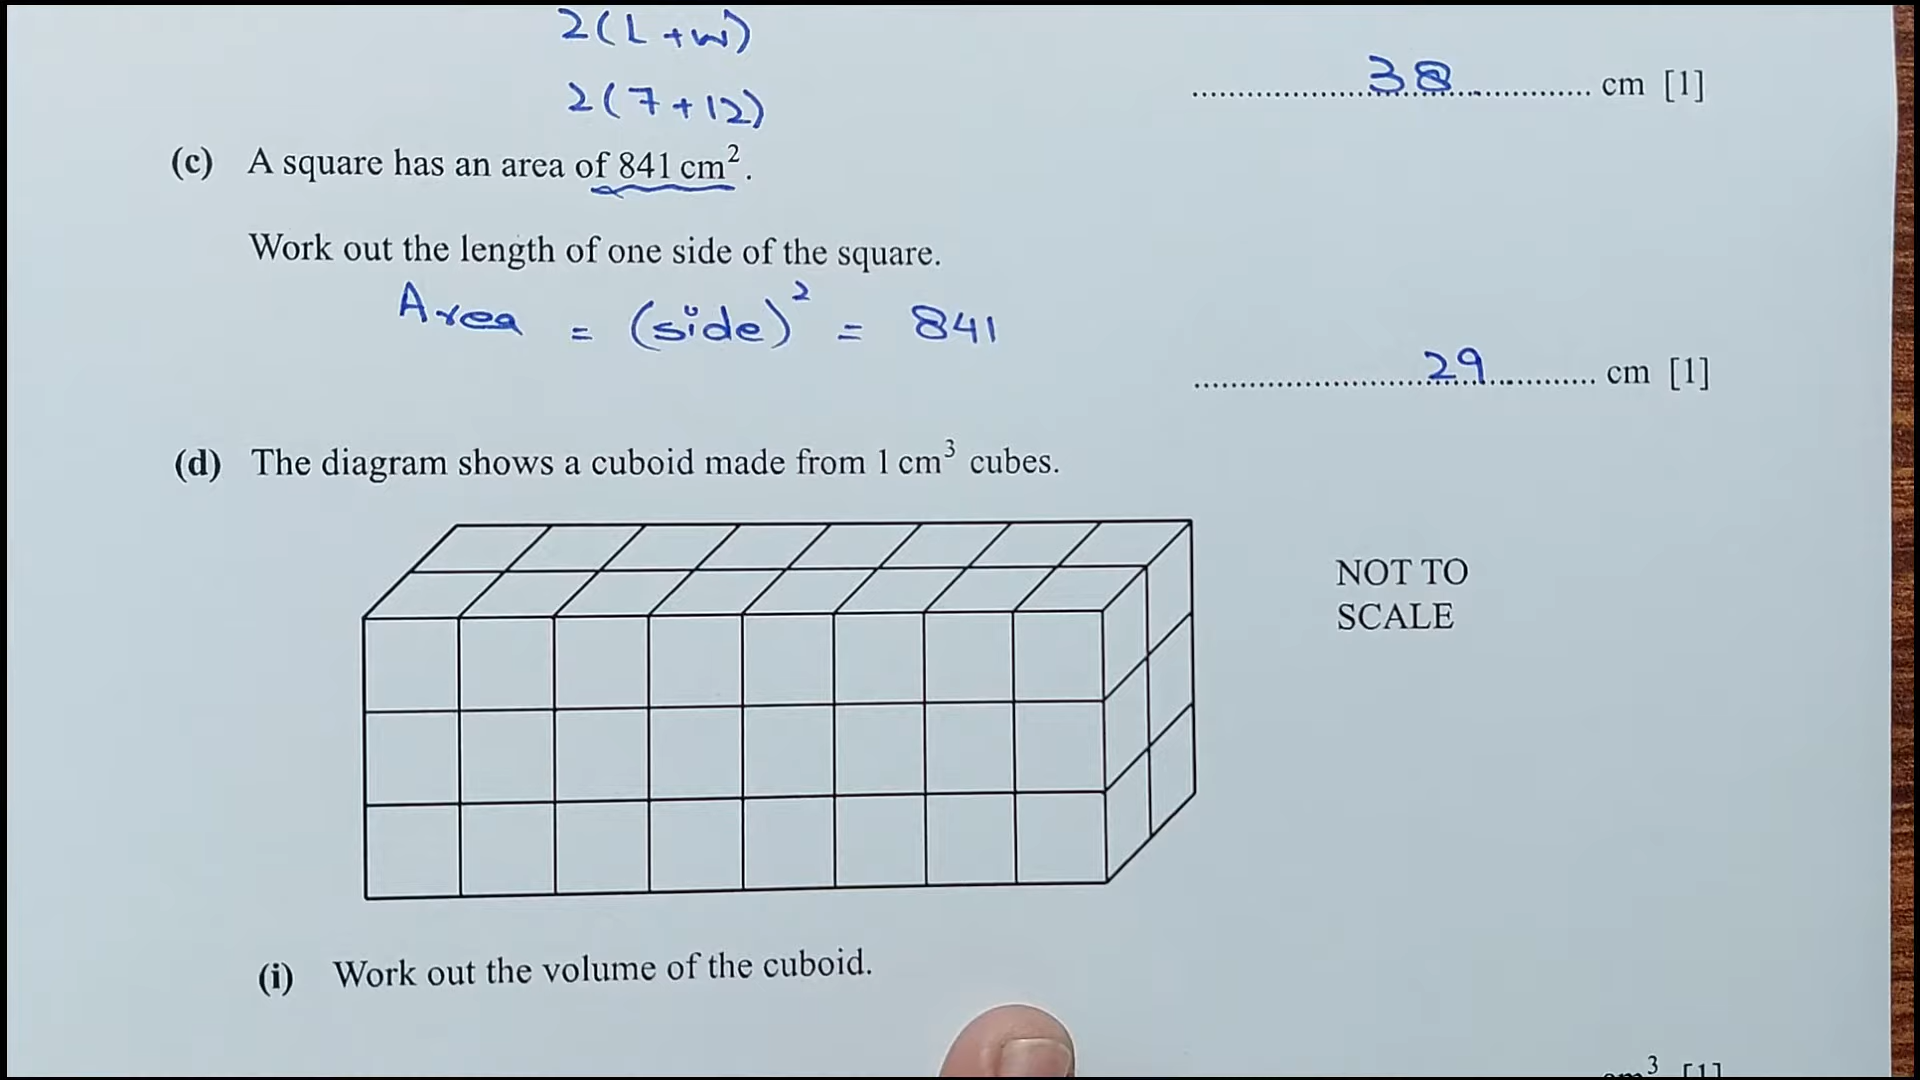 2(L+w)
2(7+12)
38 cm [1]
(c) A square has an area of 841 cm².
Work out the length of one side of the square.
Area = (side)² = 841
29 cm [1]
(d) The diagram shows a cuboid made from 1 cm³ cubes.
NOT TO
SCALE
(i) Work out the volume of the cuboid.
cm³ [1]